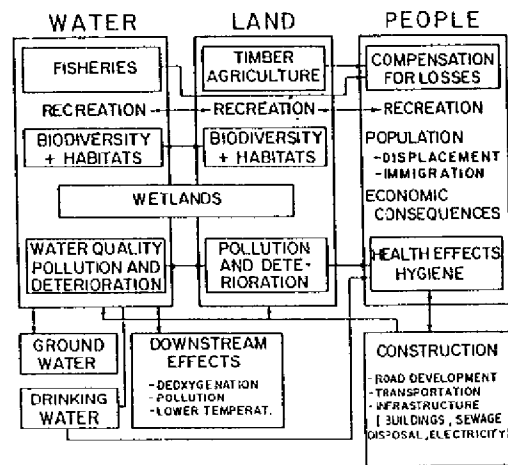 WATER
LAND
PEOPLE
FISHERIES
TIMBER
AGRICULTURE
COMPENSATION
FOR LOSSES
RECREATION
RECREATION
RECREATION
BIODIVERSITY
+ HABITATS
BIODIVERSITY
+ HABITATS
POPULATION
-DISPLACEMENT
-IMMIGRATION
WETLANDS
ECONOMIC
CONSEQUENCES
WATER QUALITY
POLLUTION AND
DETERIORATION
POLLUTION
AND DETE-
RIORATION
HEALTH EFFECTS
HYGIENE
GROUND
WATER
DRINKING
WATER
DOWNSTREAM
EFFECTS
-DEOXYGENATION
-POLLUTION
-LOWER TEMPERAT.
CONSTRUCTION
-ROAD DEVELOPMENT
-TRANSPORTATION
-INFRASTRUCTURE
[ BUILDINGS, SEWAGE
DISPOSAL, ELECTRICITY]